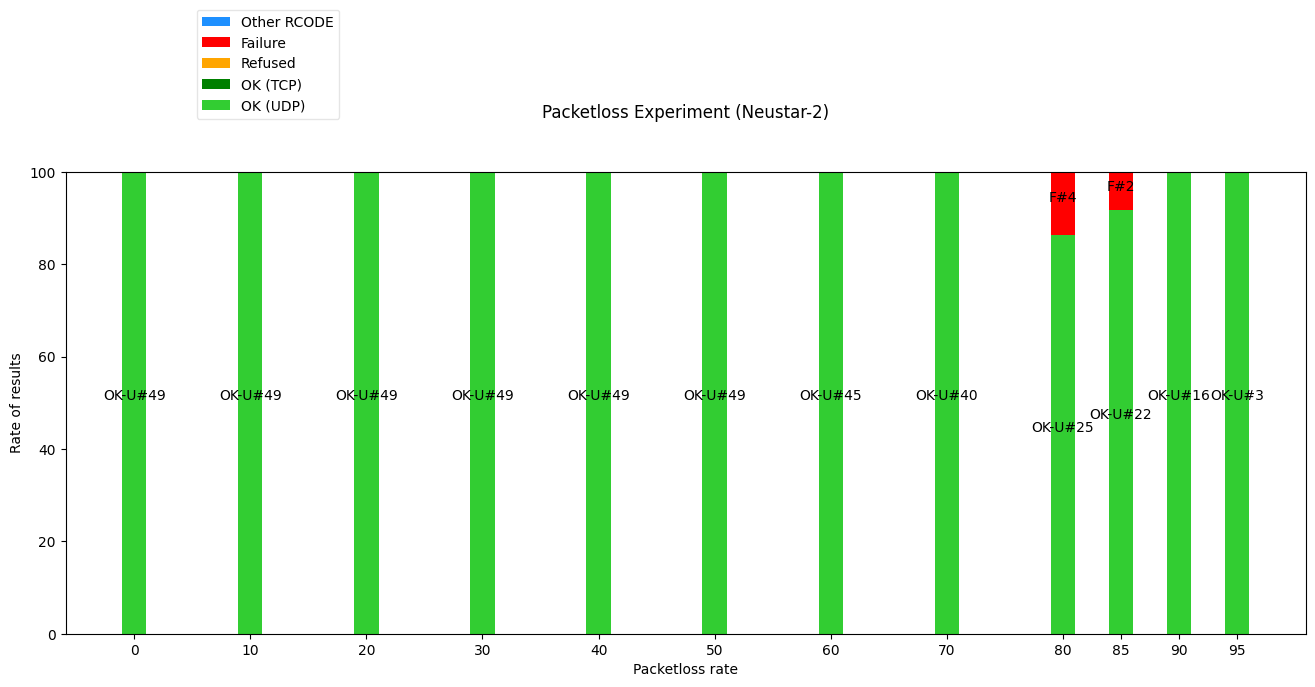 Other RCODE
Failure
Refused
OK (TCP)
OK (UDP)
Packetloss Experiment (Neustar-2)
Rate of results
100
80
60
40
20
0
F#4
F#2
OK-U#49
OK-U#49
OK-U#49
OK-U#49
OK-U#49
OK-U#49
OK-U#45
OK-U#40
OK-U#25
OK-U#22
OK-U#16
OK-U#3
0 10 20 30 40 50 60 70 80 85 90 95
Packetloss rate